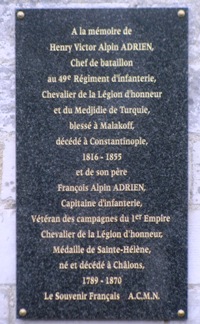 A la mémoire de
Henry Victor Alpin ADRIEN,
Chef de bataillon
au 49e Régiment d'infanterie,
Chevalier de la Légion d'honneur
et du Medjidie de Turquie,
blessé à Malakoff,
décédé à Constantinople,
1816 - 1855
et de son père
François Alpin ADRIEN,
Capitaine d'infanterie,
Vétéran des campagnes du 1er Empire
Chevalier de la Légion d'honneur,
Médaille de Sainte-Hélène,
né et décédé à Châlons,
1789 - 1870
Le Souvenir Français A.C.M.N.